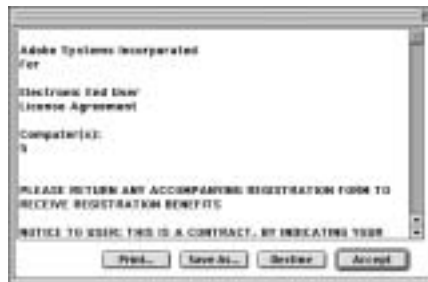 Adobe Systems Incorporated
For
Electronic End User
License Agreement
Computer(s):
5
PLEASE RETURN ANY ACCOMPANYING REGISTRATION FORM TO
RECEIVE REGISTRATION BENEFITS
NOTICE TO USER: THIS IS A CONTRACT. BY INDICATING YOUR
Print... Save As... Decline Accept